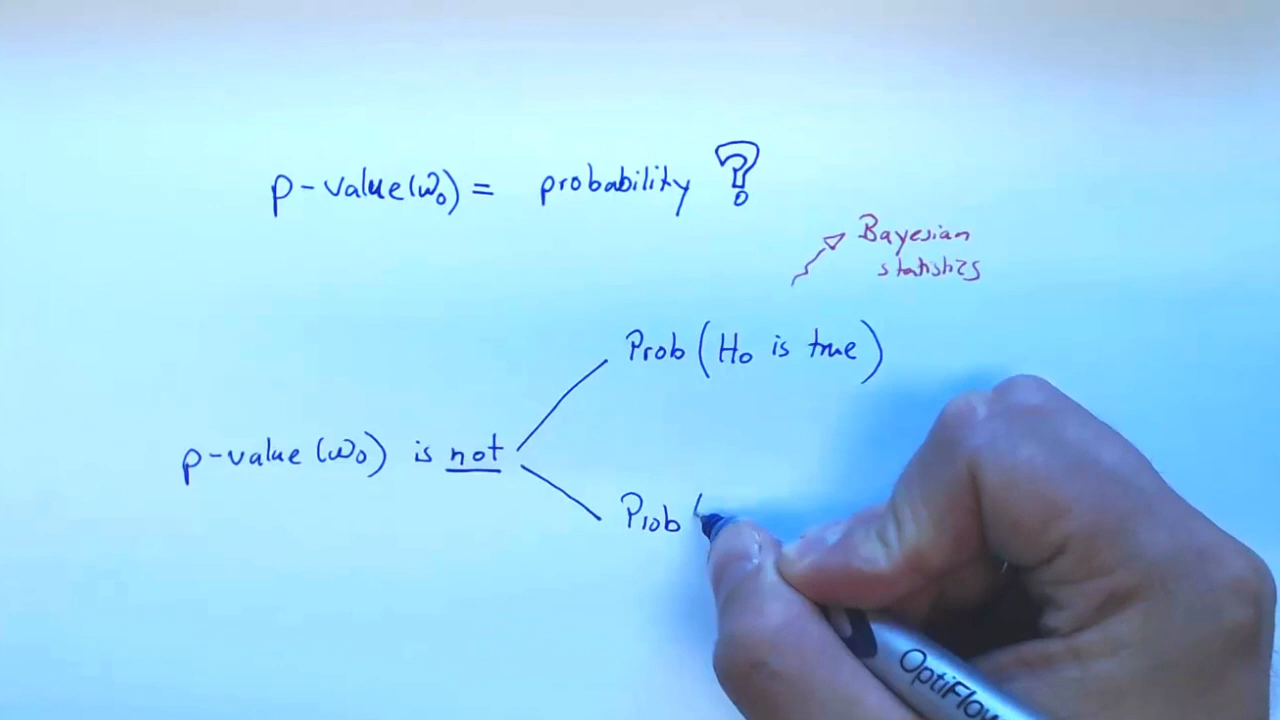 p-value(ω₀) = probability ?
Bayesian
statistics
Prob (H₀ is true)
p-value (ω₀) is not
Prob (
OptiFlow